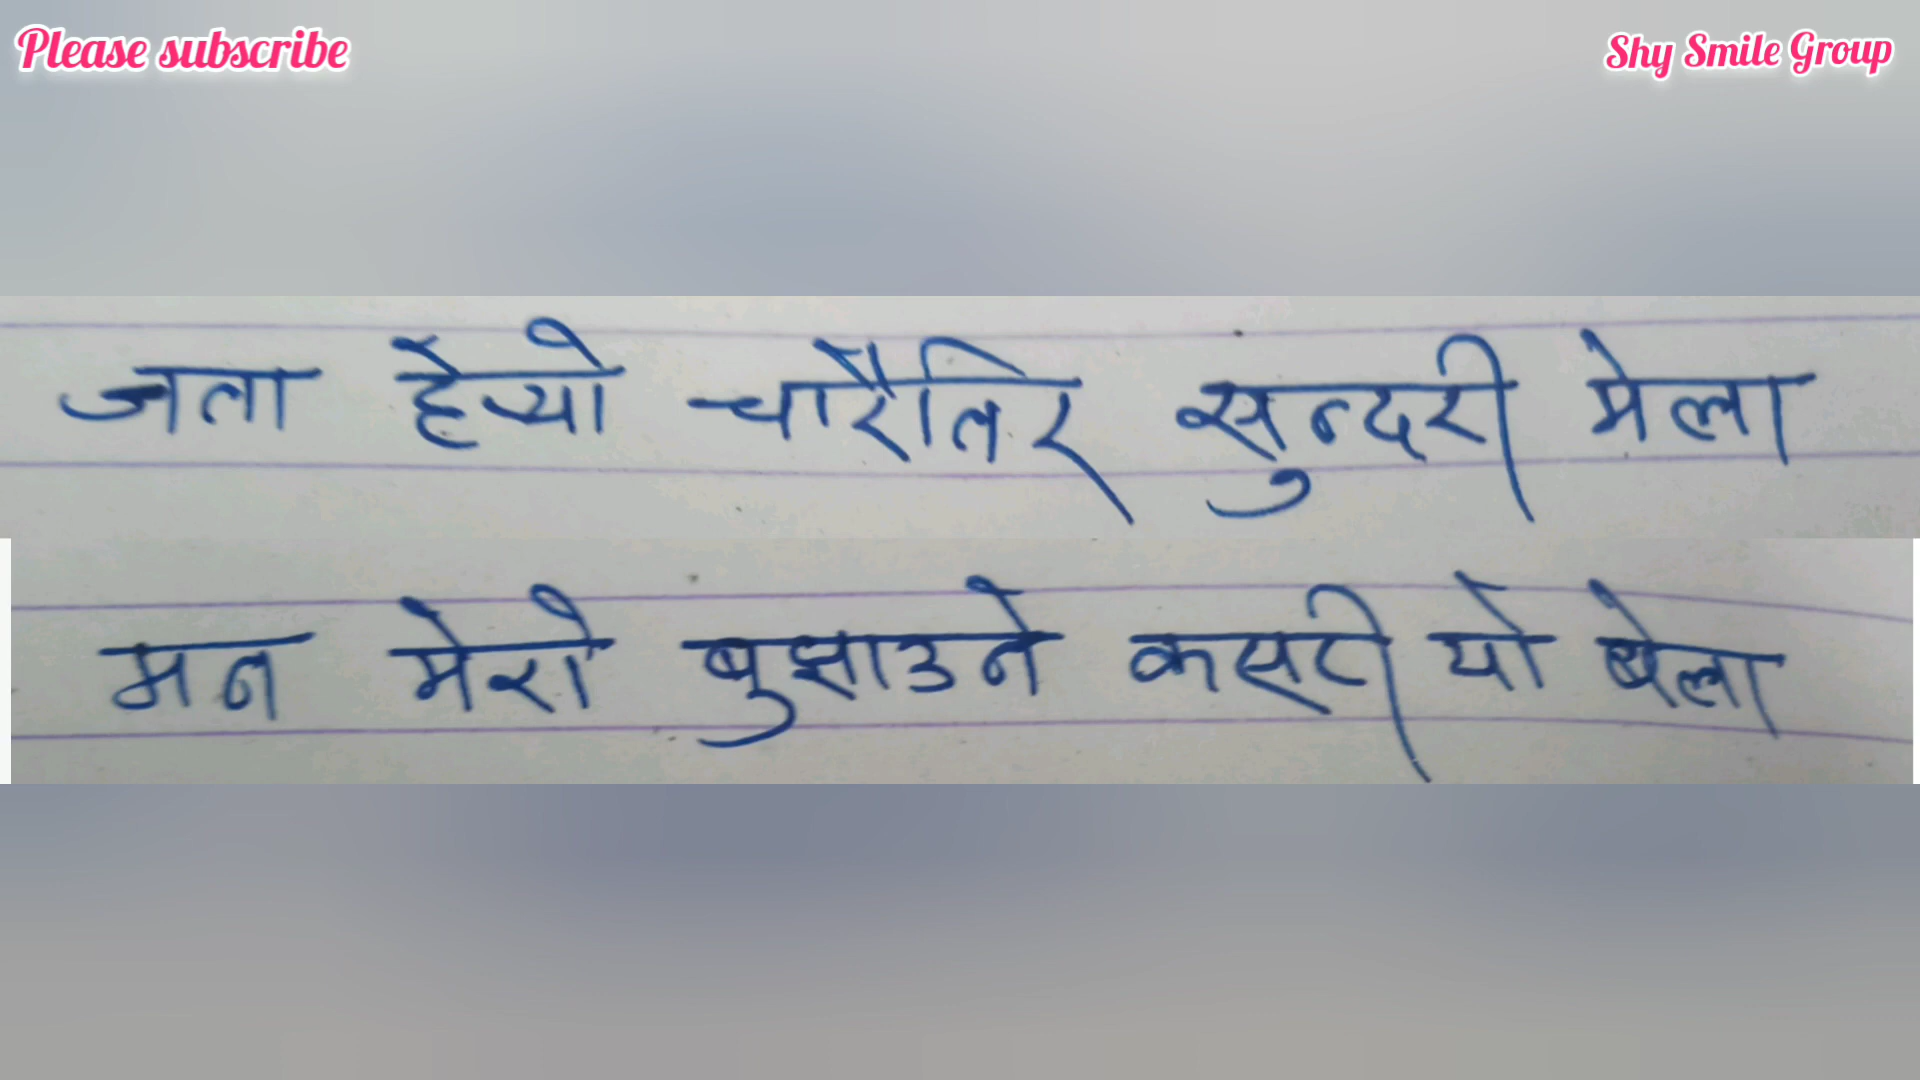 Please subscribe
Shy Smile Group
जता हेऱ्यो चारैतिर सुन्दरी मेला
मन मेरो बुझाउने कसरी यो बेला